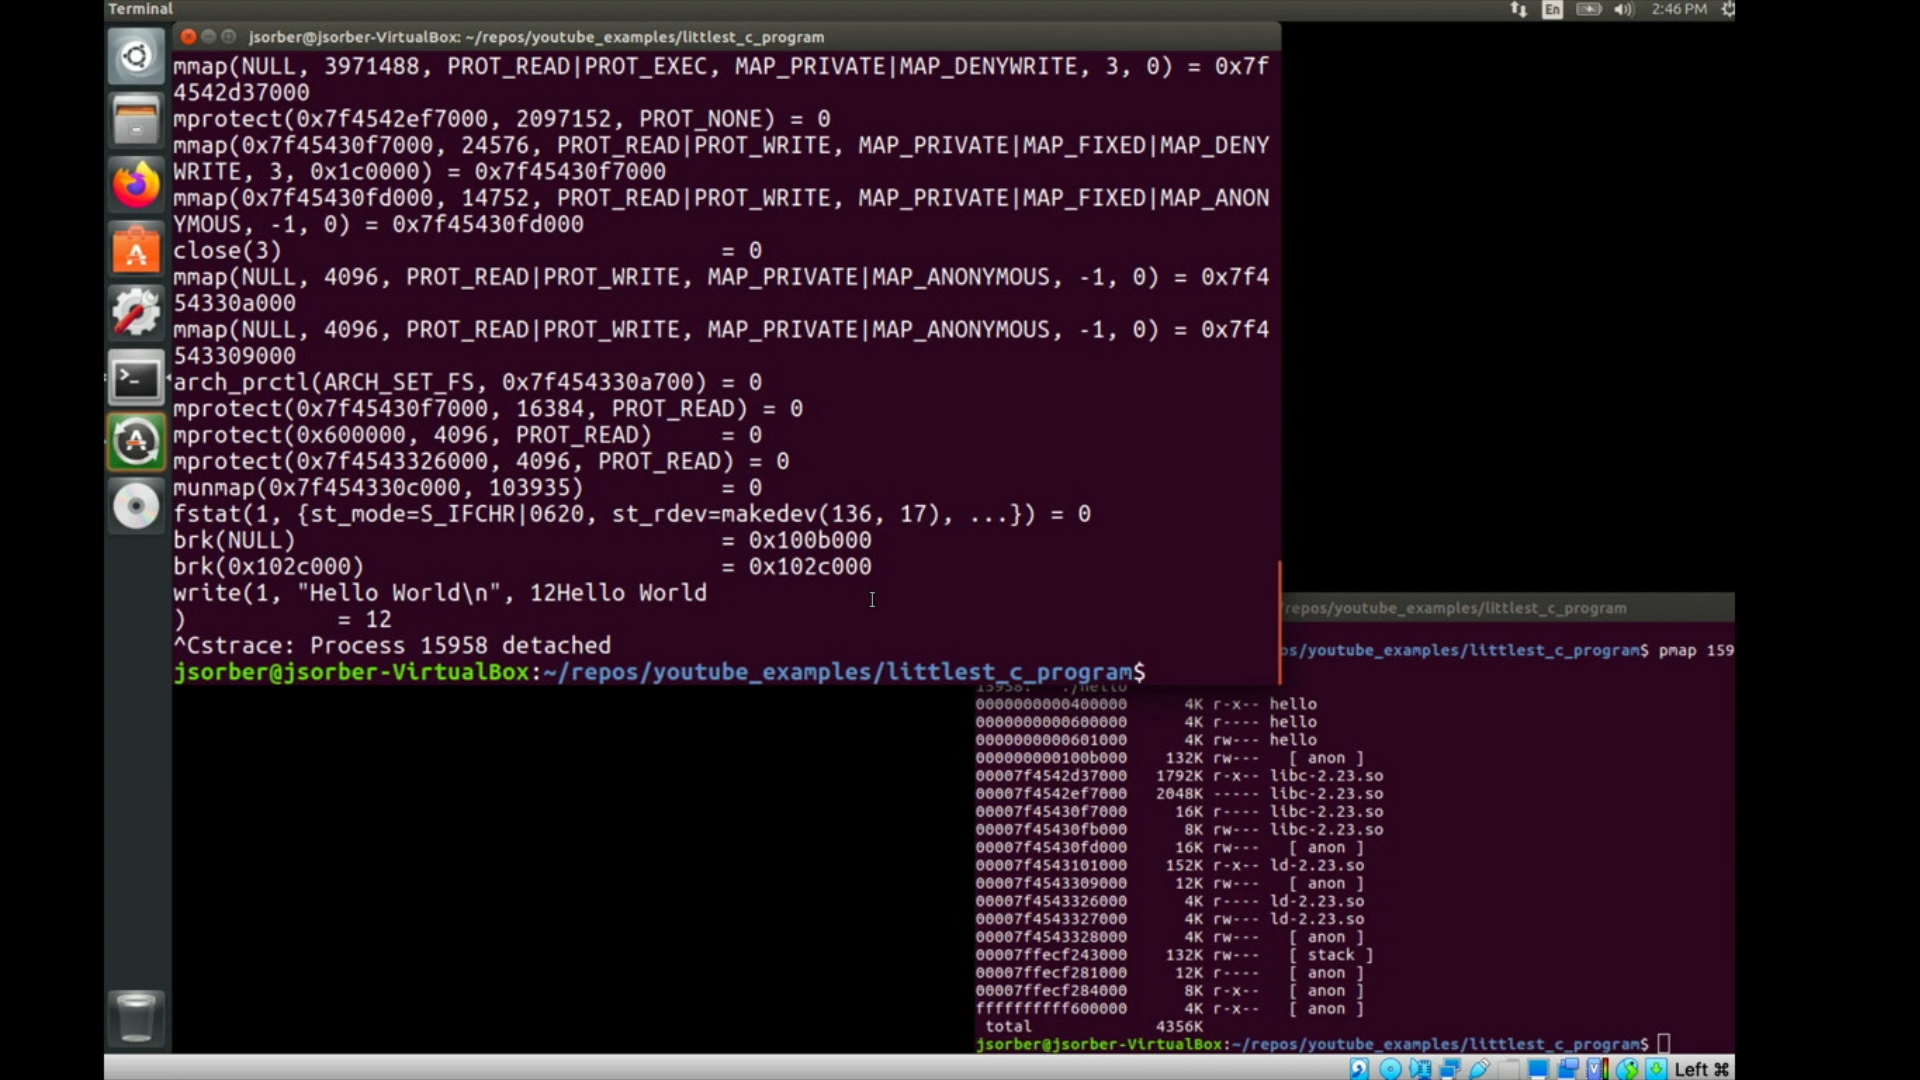 Terminal
En
2:46 PM
jsorber@jsorber-VirtualBox: ~/repos/youtube_examples/littlest_c_program
mmap(NULL, 3971488, PROT_READ|PROT_EXEC, MAP_PRIVATE|MAP_DENYWRITE, 3, 0) = 0x7f
4542d37000
mprotect(0x7f4542ef7000, 2097152, PROT_NONE) = 0
mmap(0x7f45430f7000, 24576, PROT_READ|PROT_WRITE, MAP_PRIVATE|MAP_FIXED|MAP_DENY
WRITE, 3, 0x1c0000) = 0x7f45430f7000
mmap(0x7f45430fd000, 14752, PROT_READ|PROT_WRITE, MAP_PRIVATE|MAP_FIXED|MAP_ANON
YMOUS, -1, 0) = 0x7f45430fd000
close(3)                                = 0
mmap(NULL, 4096, PROT_READ|PROT_WRITE, MAP_PRIVATE|MAP_ANONYMOUS, -1, 0) = 0x7f4
54330a000
mmap(NULL, 4096, PROT_READ|PROT_WRITE, MAP_PRIVATE|MAP_ANONYMOUS, -1, 0) = 0x7f4
543309000
arch_prctl(ARCH_SET_FS, 0x7f454330a700) = 0
mprotect(0x7f45430f7000, 16384, PROT_READ) = 0
mprotect(0x600000, 4096, PROT_READ)     = 0
mprotect(0x7f4543326000, 4096, PROT_READ) = 0
munmap(0x7f454330c000, 103935)          = 0
fstat(1, {st_mode=S_IFCHR|0620, st_rdev=makedev(136, 17), ...}) = 0
brk(NULL)                               = 0x100b000
brk(0x102c000)                          = 0x102c000
write(1, "Hello World\n", 12Hello World
)            = 12
^Cstrace: Process 15958 detached
jsorber@jsorber-VirtualBox:~/repos/youtube_examples/littlest_c_program$
repos/youtube_examples/littlest_c_program
os/youtube_examples/littlest_c_program$ pmap 159
15958:   ./hello
0000000000400000      4K r-x-- hello
0000000000600000      4K r---- hello
0000000000601000      4K rw--- hello
000000000100b000    132K rw---   [ anon ]
00007f4542d37000   1792K r-x-- libc-2.23.so
00007f4542ef7000   2048K ----- libc-2.23.so
00007f45430f7000     16K r---- libc-2.23.so
00007f45430fb000      8K rw--- libc-2.23.so
00007f45430fd000     16K rw---   [ anon ]
00007f4543101000    152K r-x-- ld-2.23.so
00007f4543309000     12K rw---   [ anon ]
00007f4543326000      4K r---- ld-2.23.so
00007f4543327000      4K rw--- ld-2.23.so
00007f4543328000      4K rw---   [ anon ]
00007ffecf243000    132K rw---   [ stack ]
00007ffecf281000     12K r----   [ anon ]
00007ffecf284000      8K r-x--   [ anon ]
ffffffffff600000      4K r-x--   [ anon ]
total             4356K
jsorber@jsorber-VirtualBox:~/repos/youtube_examples/littlest_c_program$
Left ⌘